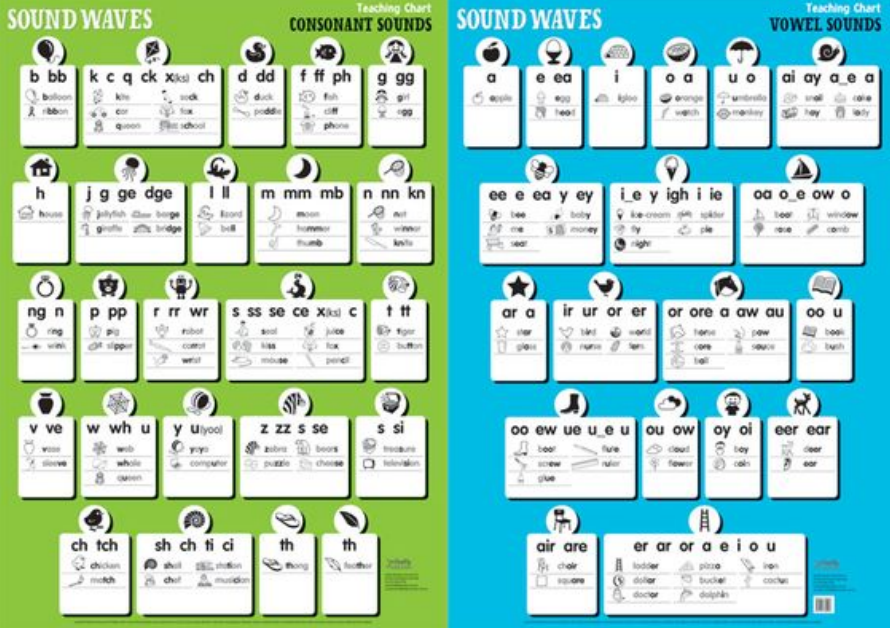 SOUND WAVES
Teaching Chart
CONSONANT SOUNDS
b bb
balloon
ribbon
k c q ck x(ks) ch
kite sock
car fox
queen school
d dd
duck
paddle
f ff ph
fish
cliff
phone
g gg
girl
egg
h
house
j g ge dge
jellyfish barge
giraffe bridge
l ll
lizard
bell
m mm mb
moon
hammer
thumb
n nn kn
net
winner
knife
ng n
ring
wink
p pp
pig
slipper
r rr wr
robot
carrot
wrist
s ss se ce x(ks) c
seal juice
kiss fox
mouse pencil
t tt
tiger
button
v ve
vase
sleeve
w wh u
web
whale
queen
y u(yoo)
yoyo
computer
z zz s se
zebra bears
puzzle cheese
s si
treasure
television
ch tch
chicken
match
sh ch ti ci
shell station
chef musician
th
thong
th
feather
SOUND WAVES
Teaching Chart
VOWEL SOUNDS
a
apple
e ea
egg
head
i
igloo
o a
orange
watch
u o
umbrella
monkey
ai ay a_e a
snail cake
hay lady
ee e ea y ey
bee baby
me money
seat
i_e y igh i ie
ice-cream spider
fly pie
night
oa o_e ow o
boat window
rose comb
ar a
star
glass
ir ur or er
bird world
nurse fern
or ore a aw au
horse paw
core sauce
ball
oo u
book
bush
oo ew ue u_e u
boot flute
screw ruler
glue
ou ow
cloud
flower
oy oi
boy
coin
eer ear
deer
ear
air are
chair
square
er ar or a e i o u
ladder pizza iron
dollar bucket cactus
doctor dolphin